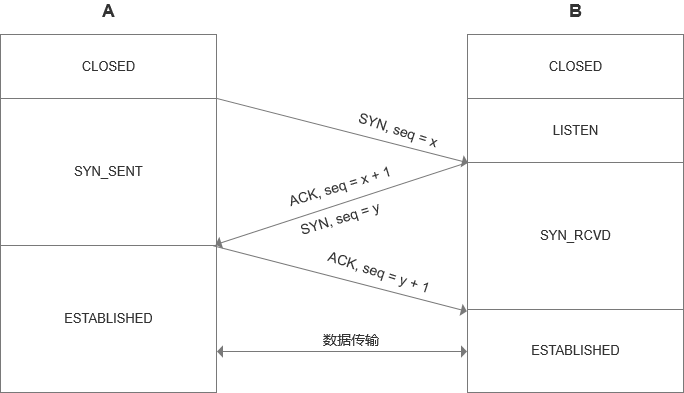 A
B
CLOSED
CLOSED
SYN, seq = x
LISTEN
SYN_SENT
ACK, seq = x + 1
SYN, seq = y
SYN_RCVD
ACK, seq = y + 1
ESTABLISHED
数据传输
ESTABLISHED